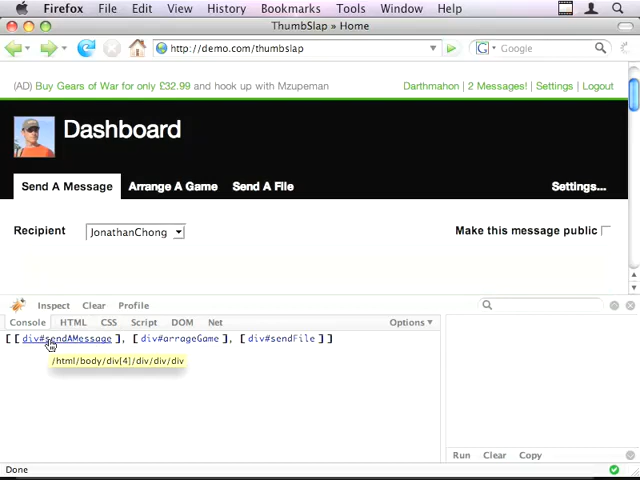 Firefox File Edit View History Bookmarks Tools Window Help
ThumbSlap » Home
http://demo.com/thumbslap
Google
(AD) Buy Gears of War for only £32.99 and hook up with Mzupeman
Darthmahon | 2 Messages! | Settings | Logout
Dashboard
Send A Message Arrange A Game Send A File Settings...
Recipient JonathanChong Make this message public
Inspect Clear Profile
Console HTML CSS Script DOM Net Options
[ [ div#sendAMessage ], [ div#arrageGame ], [ div#sendFile ] ]
/html/body/div[4]/div/div/div
Run Clear Copy
Done